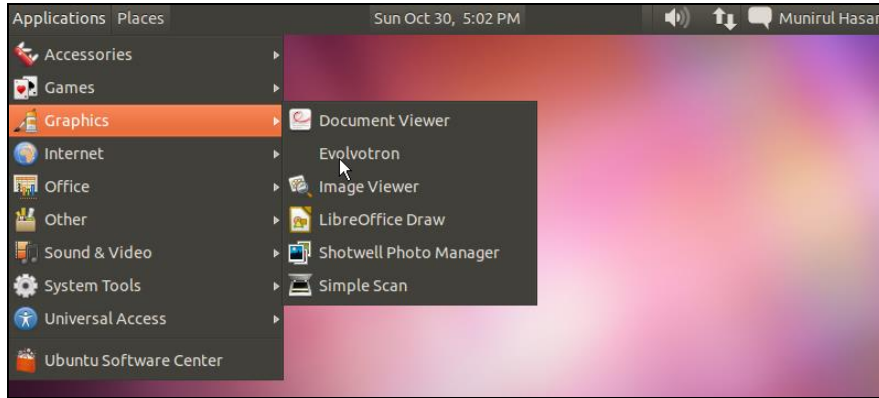 Applications Places Sun Oct 30, 5:02 PM Munirul Hasan
Accessories
Games
Graphics
Internet
Office
Other
Sound & Video
System Tools
Universal Access
Ubuntu Software Center
Document Viewer
Evolvotron
Image Viewer
LibreOffice Draw
Shotwell Photo Manager
Simple Scan